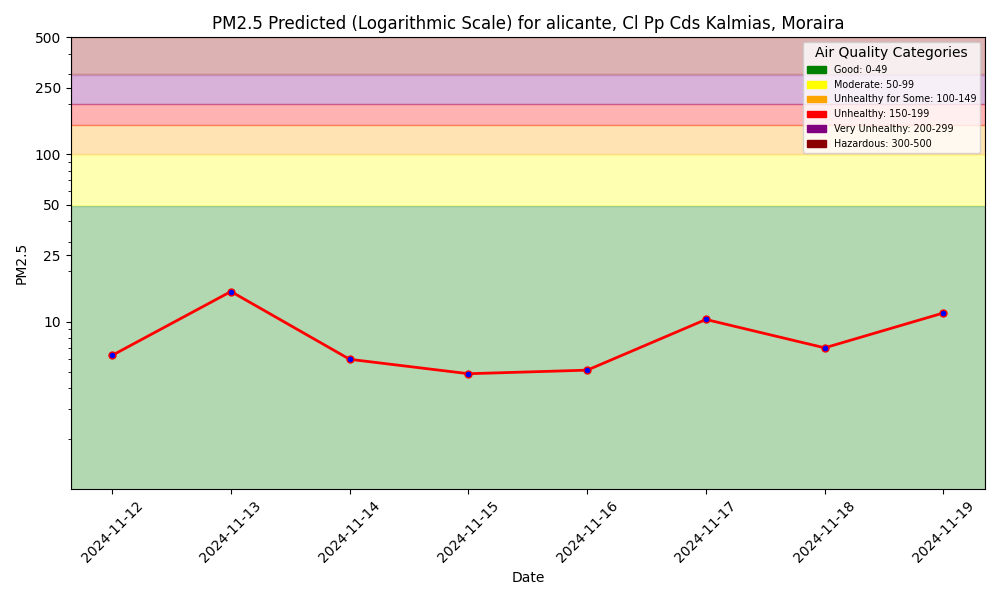 PM2.5 Predicted (Logarithmic Scale) for alicante, Cl Pp Cds Kalmias, Moraira
Air Quality Categories
Good: 0-49
Moderate: 50-99
Unhealthy for Some: 100-149
Unhealthy: 150-199
Very Unhealthy: 200-299
Hazardous: 300-500
PM2.5
500
250
100
50
25
10
2024-11-12
2024-11-13
2024-11-14
2024-11-15
2024-11-16
2024-11-17
2024-11-18
2024-11-19
Date